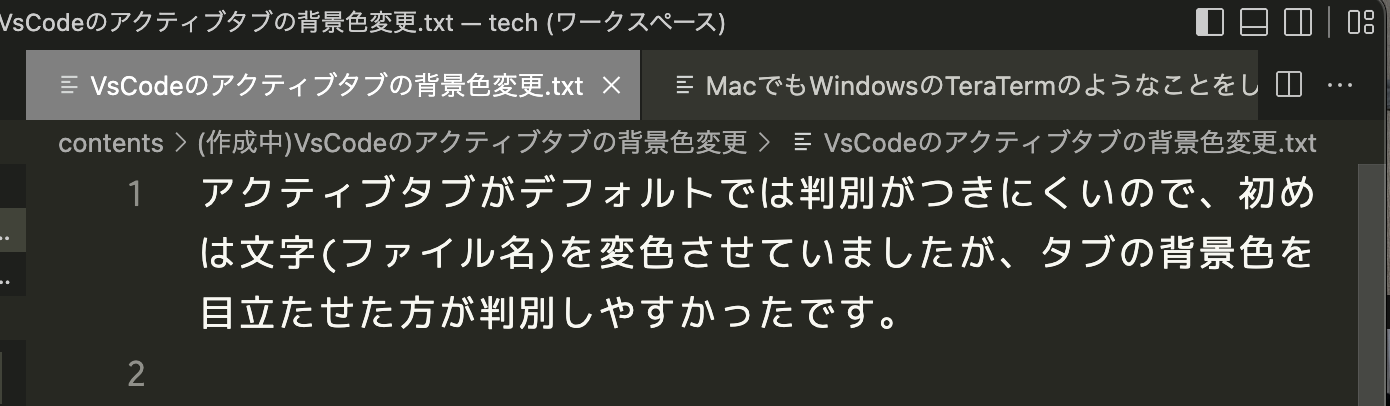 VsCodeのアクティブタブの背景色変更.txt — tech (ワークスペース)
VsCodeのアクティブタブの背景色変更.txt × MacでもWindowsのTeraTermのようなことをし ···
contents > (作成中)VsCodeのアクティブタブの背景色変更 > VsCodeのアクティブタブの背景色変更.txt
1 アクティブタブがデフォルトでは判別がつきにくいので、初め
は文字(ファイル名)を変色させていましたが、タブの背景色を
目立たせた方が判別しやすかったです。
2